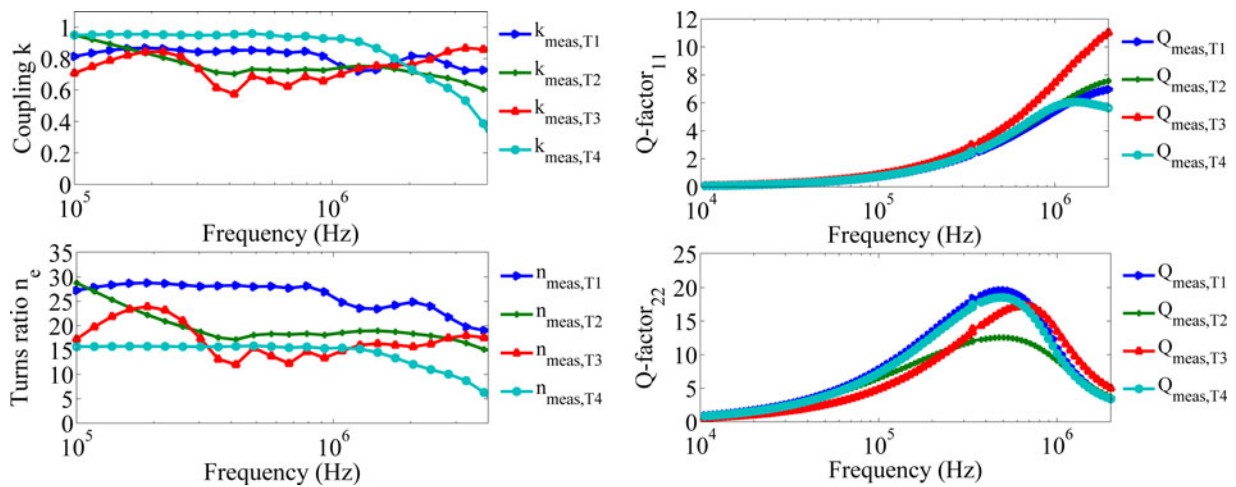 Coupling k
1
0.8
0.6
0.4
0.2
0
10^5
10^6
Frequency (Hz)
k_meas,T1
k_meas,T2
k_meas,T3
k_meas,T4
Q-factor_11
12
10
8
6
4
2
0
10^4
10^5
10^6
Frequency (Hz)
Q_meas,T1
Q_meas,T2
Q_meas,T3
Q_meas,T4
Turns ratio n_e
35
30
25
20
15
10
5
0
10^5
10^6
Frequency (Hz)
n_meas,T1
n_meas,T2
n_meas,T3
n_meas,T4
Q-factor_22
25
20
15
10
5
0
10^4
10^5
10^6
Frequency (Hz)
Q_meas,T1
Q_meas,T2
Q_meas,T3
Q_meas,T4